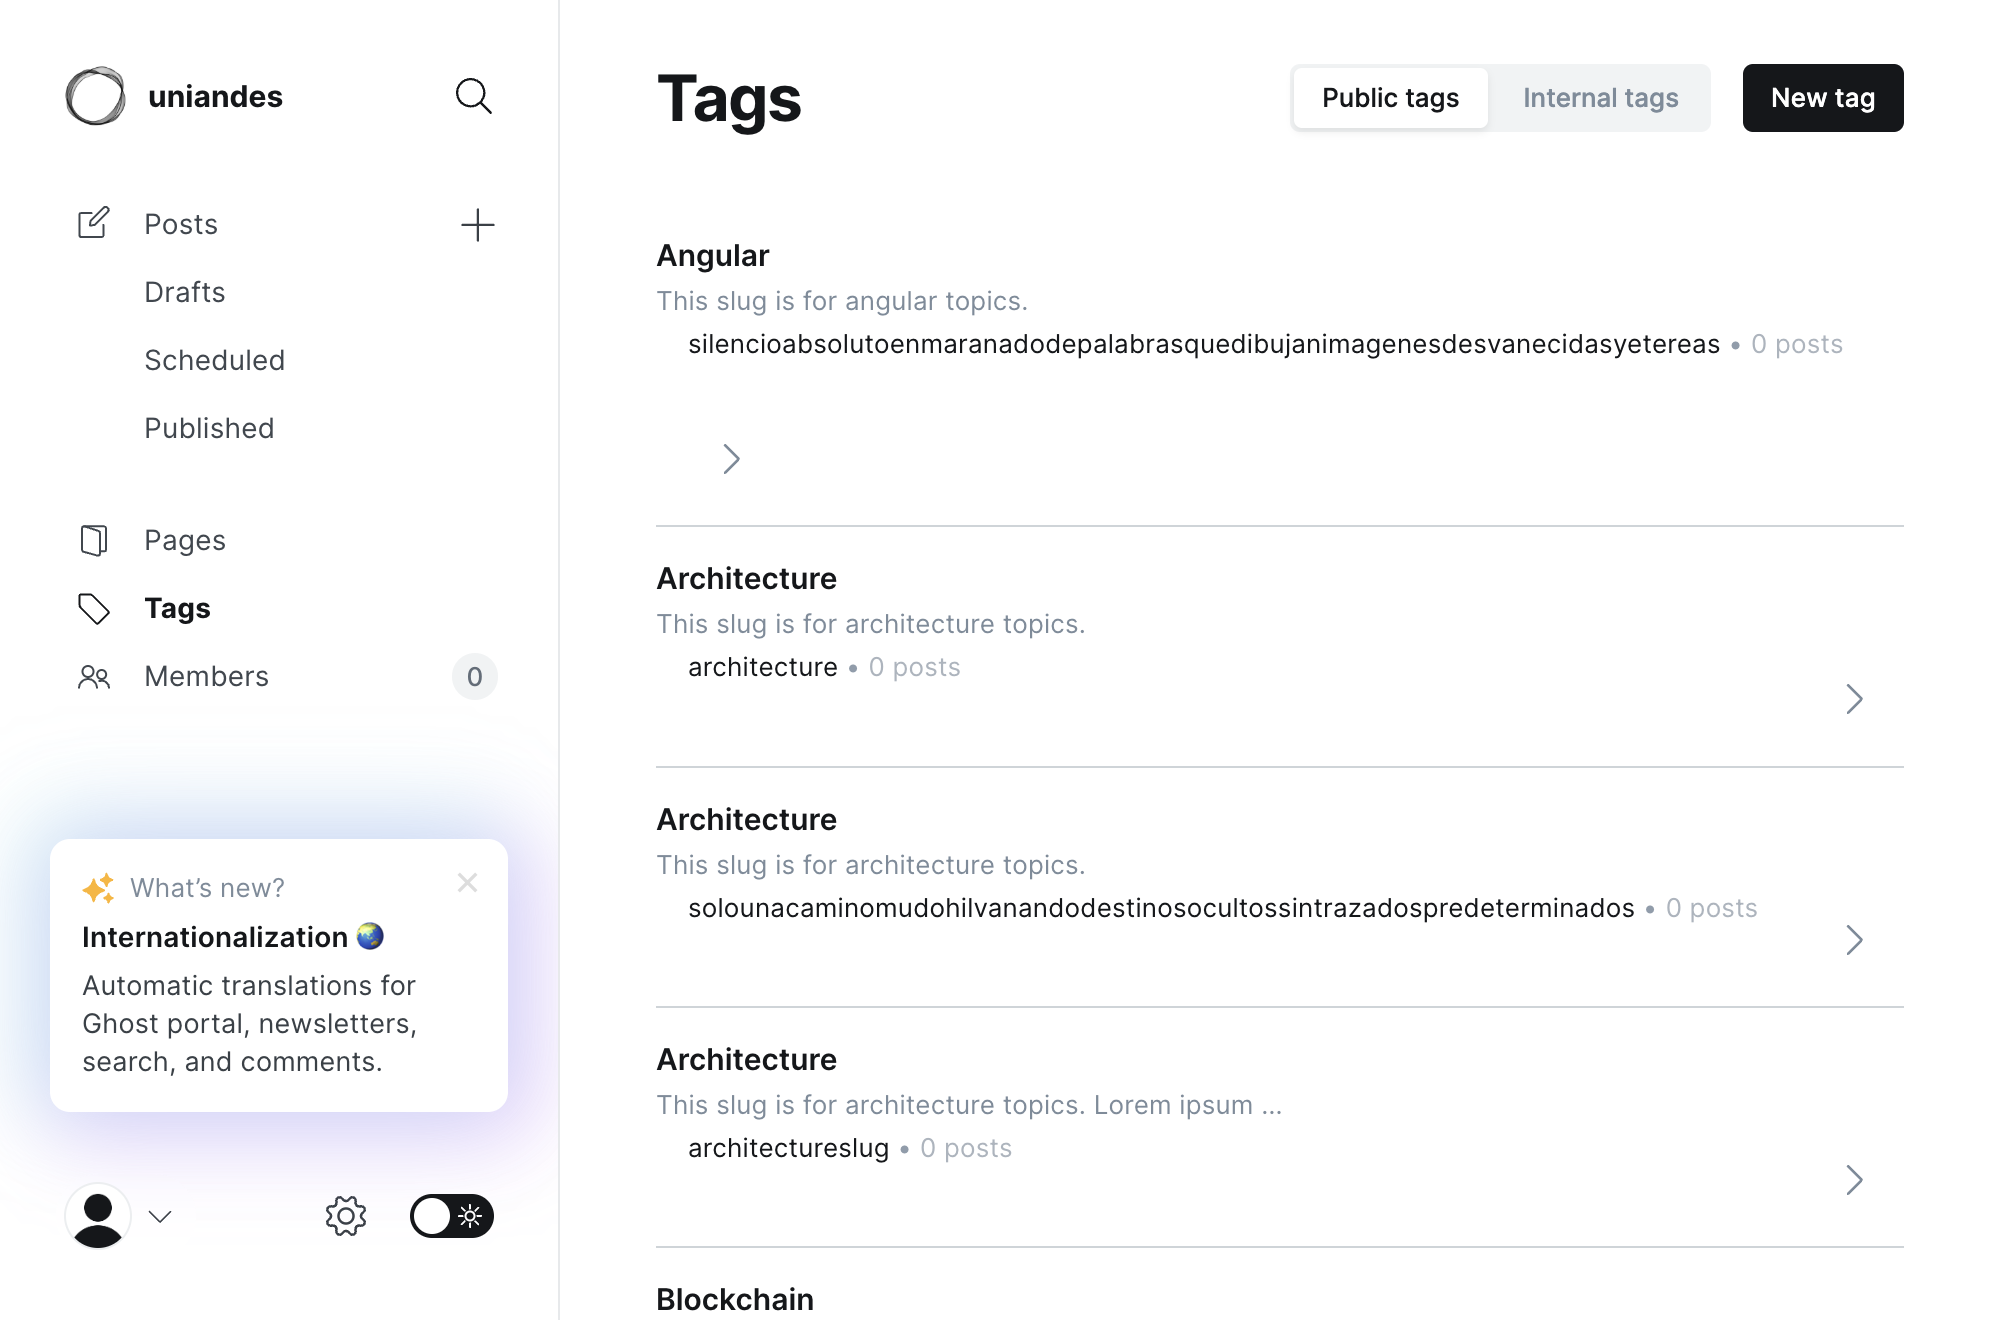 uniandes
Posts
Drafts
Scheduled
Published
Pages
Tags
Members 0
What's new?
Internationalization 🌏
Automatic translations for
Ghost portal, newsletters,
search, and comments.
Tags
Public tags
Internal tags
New tag
Angular
This slug is for angular topics.
silencioabsolutoenmaranadodepalabrasquedibujanimagenesdesvanecidasyetereas • 0 posts
Architecture
This slug is for architecture topics.
architecture • 0 posts
Architecture
This slug is for architecture topics.
solounacaminomudohilvanandodestinosocultossintrazadospredeterminados • 0 posts
Architecture
This slug is for architecture topics. Lorem ipsum ...
architectureslug • 0 posts
Blockchain